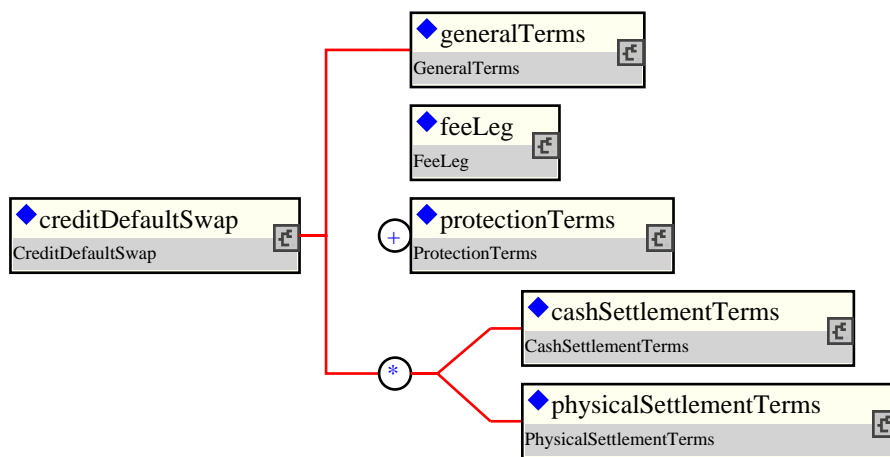 generalTerms
GeneralTerms
feeLeg
FeeLeg
creditDefaultSwap
CreditDefaultSwap
+
protectionTerms
ProtectionTerms
cashSettlementTerms
CashSettlementTerms
*
physicalSettlementTerms
PhysicalSettlementTerms